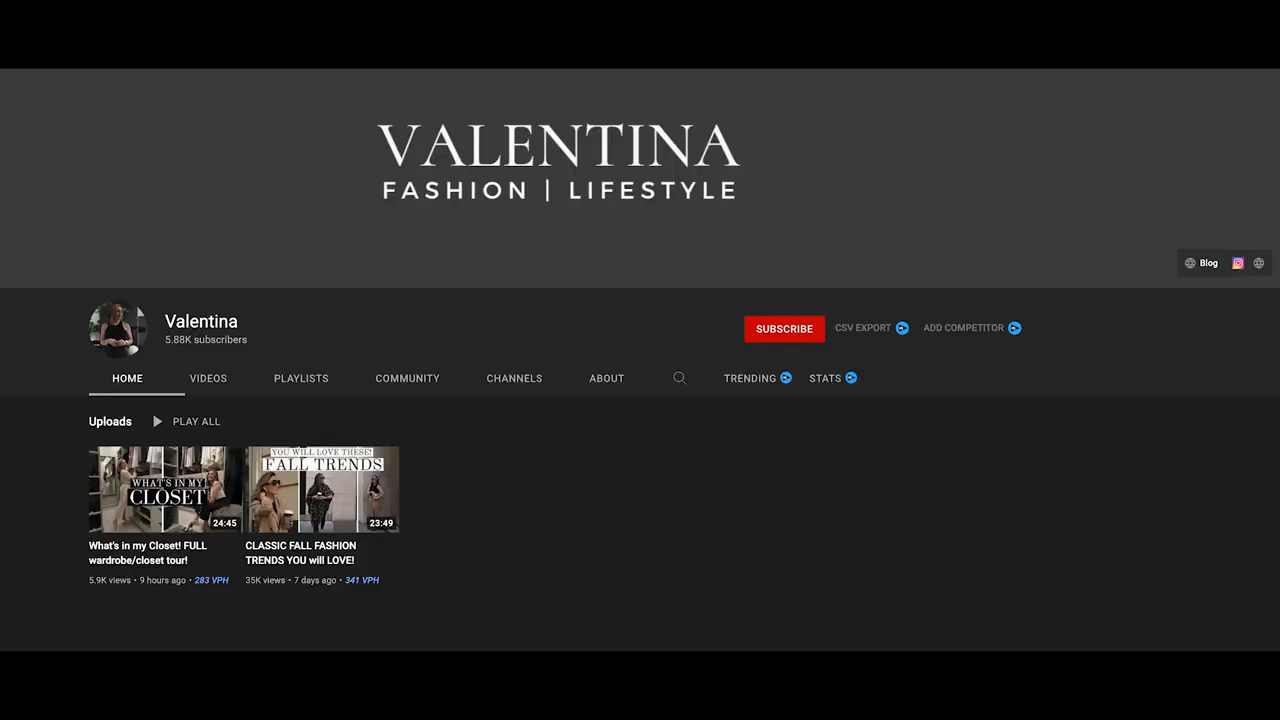 VALENTINA
FASHION | LIFESTYLE
Blog
Valentina
5.88K subscribers
SUBSCRIBE
CSV EXPORT
ADD COMPETITOR
HOME
VIDEOS
PLAYLISTS
COMMUNITY
CHANNELS
ABOUT
TRENDING
STATS
Uploads
PLAY ALL
WHAT'S IN MY
CLOSET
24:45
YOU WILL LOVE THESE!
FALL TRENDS
23:49
What's in my Closet! FULL
wardrobe/closet tour!
5.9K views • 9 hours ago • 283 VPH
CLASSIC FALL FASHION
TRENDS YOU will LOVE!
35K views • 7 days ago • 341 VPH